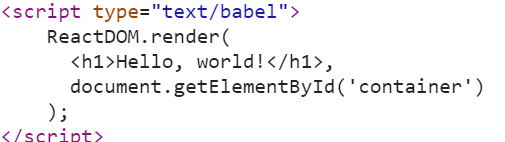 <script type="text/babel">
ReactDOM.render(
<h1>Hello, world!</h1>,
document.getElementById('container')
);
</script>